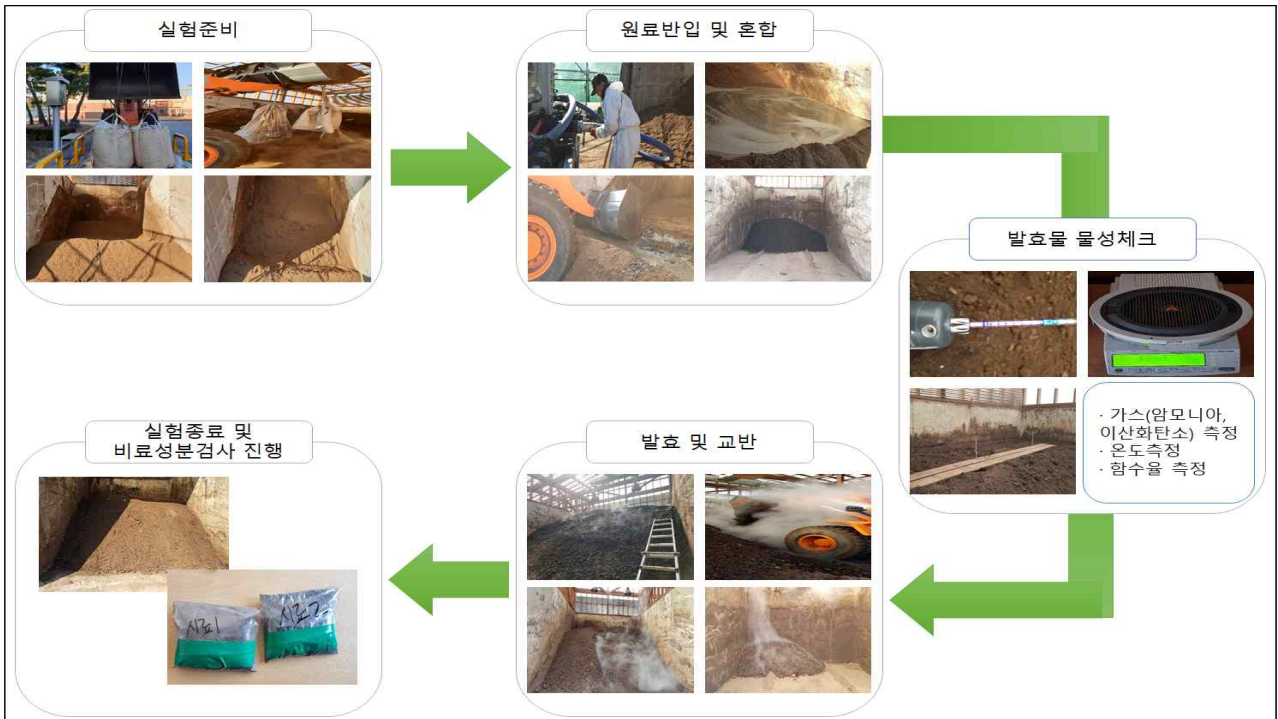 실험준비
원료반입 및 혼합
발효물 물성체크
· 가스(암모니아,
이산화탄소) 측정
· 온도측정
· 함수율 측정
발효 및 교반
실험종료 및
비료성분검사 진행
시료1
시료2